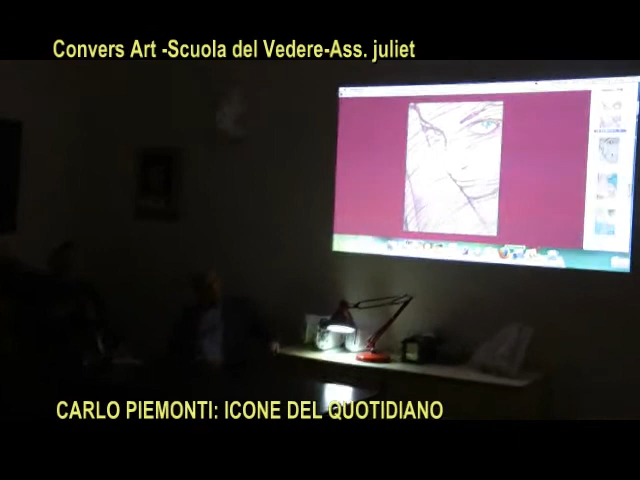 Convers Art -Scuola del Vedere-Ass. juliet
CARLO PIEMONTI: ICONE DEL QUOTIDIANO